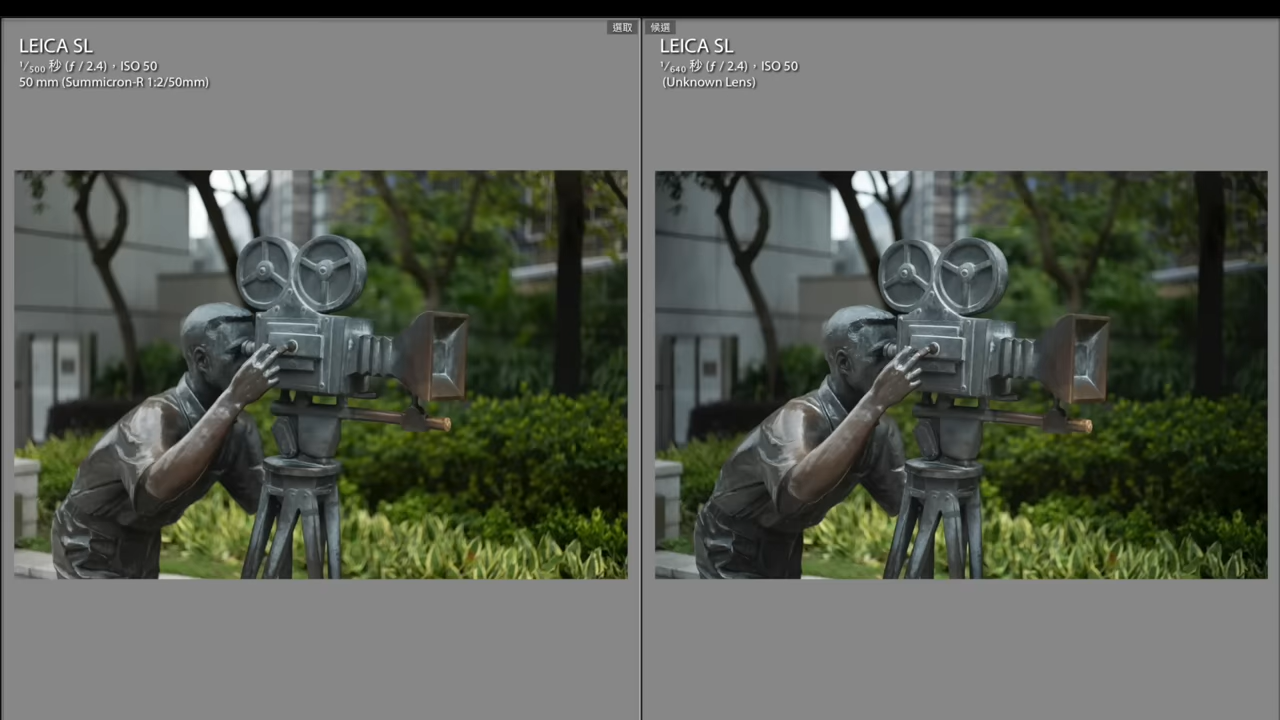 選取
LEICA SL
1/500 秒 (ƒ / 2.4)，ISO 50
50 mm (Summicron-R 1:2/50mm)
候選
LEICA SL
1/640 秒 (ƒ / 2.4)，ISO 50
(Unknown Lens)